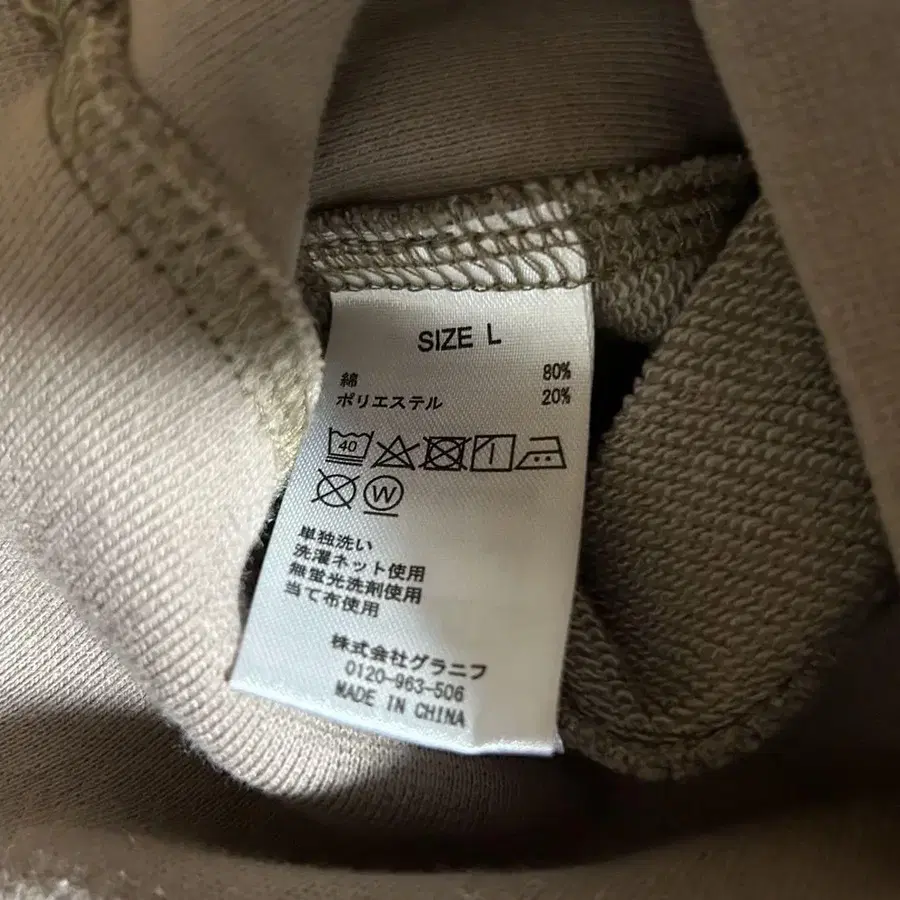 SIZE L
綿 80%
ポリエステル 20%
40
W
単独洗い
洗濯ネット使用
無蛍光洗剤使用
当て布使用
株式会社グラニフ
0120-963-506
MADE IN CHINA